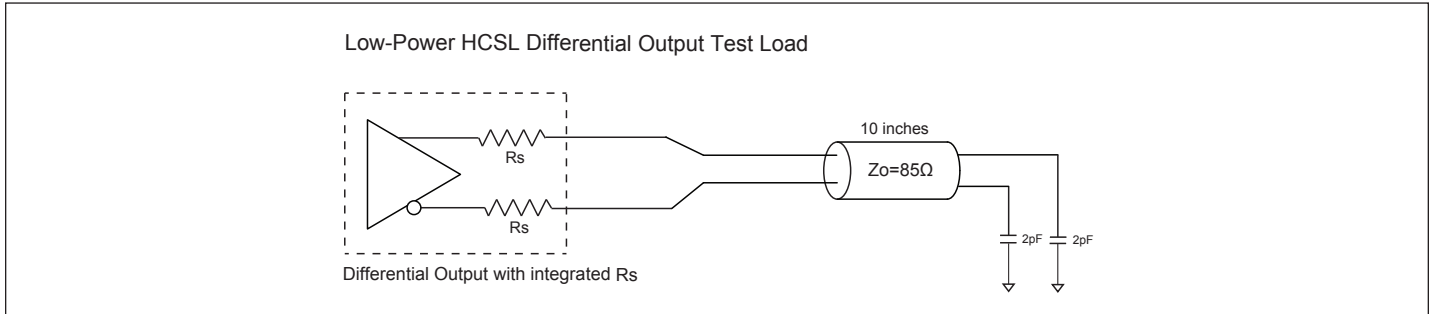 Low-Power HCSL Differential Output Test Load
10 inches
Rs
Zo=85Ω
Rs
2pF
2pF
Differential Output with integrated Rs